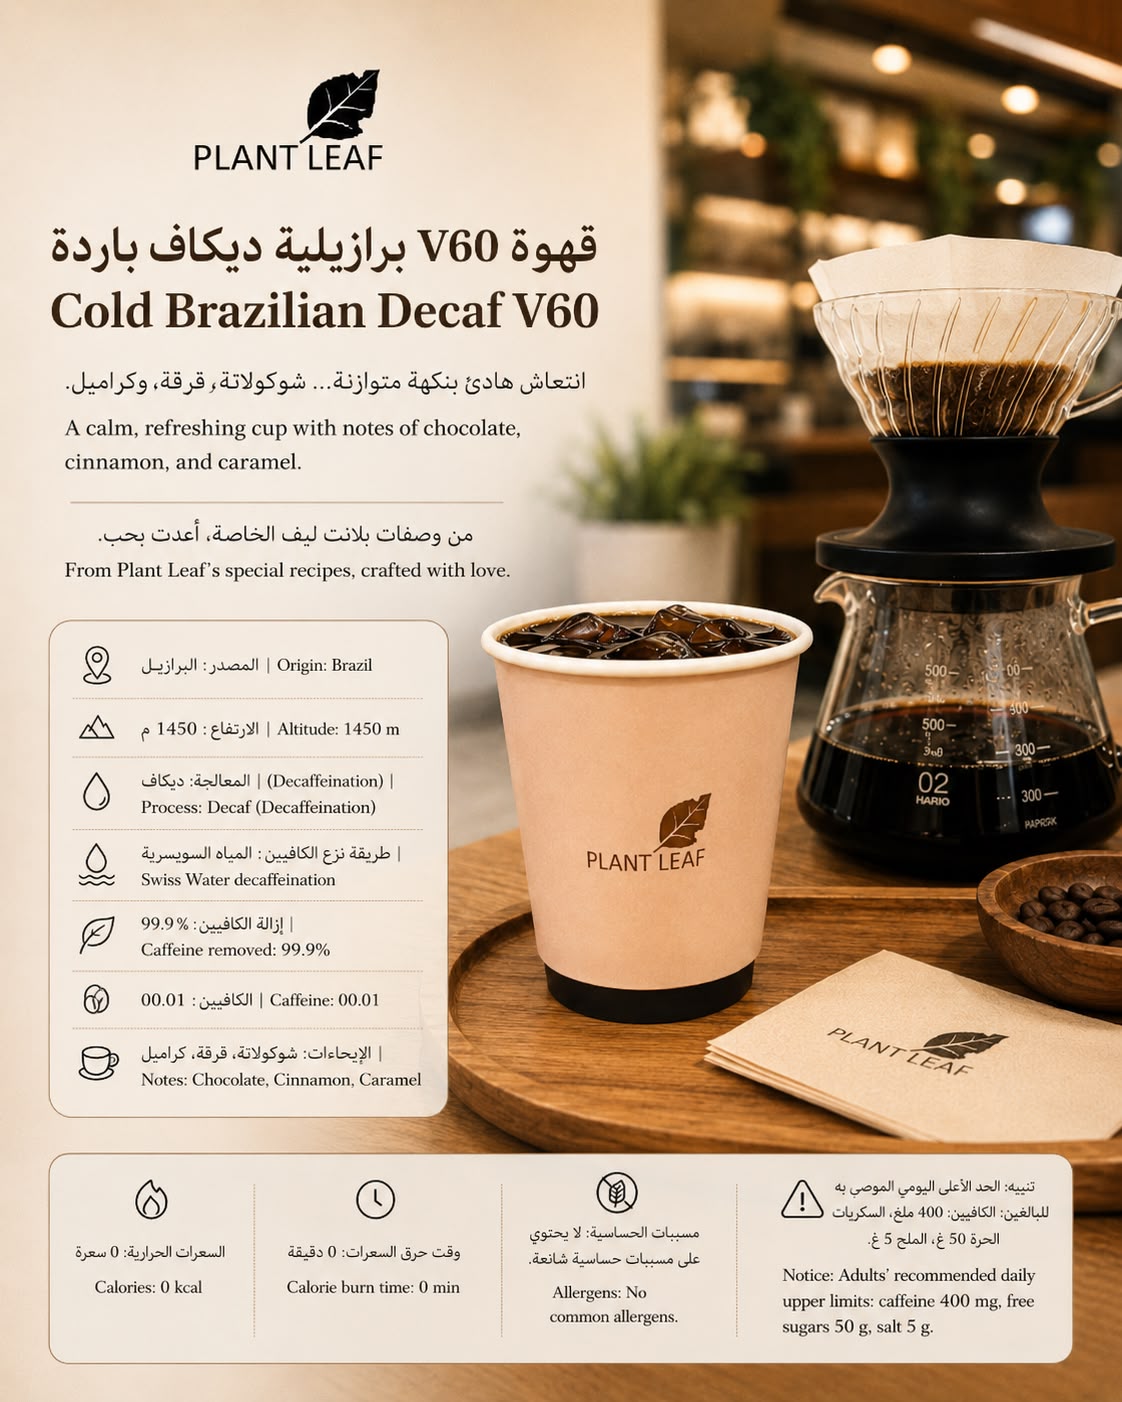 PLANT LEAF
قهوة V60 برازيلية ديكاف باردة
Cold Brazilian Decaf V60
انتعاش هادئ بنكهة متوازنة... شوكولاتة، قرفة، وكراميل.
A calm, refreshing cup with notes of chocolate,
cinnamon, and caramel.
من وصفات بلانت ليف الخاصة، أعدت بحب.
From Plant Leaf’s special recipes, crafted with love.
المصدر: البرازيل | Origin: Brazil
الارتفاع: 1450 م | Altitude: 1450 m
المعالجة: ديكاف | (Decaffeination) |
Process: Decaf (Decaffeination)
طريقة نزع الكافيين: المياه السويسرية |
Swiss Water decaffeination
إزالة الكافيين: 99.9% |
Caffeine removed: 99.9%
الكافيين: 00.01 | Caffeine: 00.01
الإيحاءات: شوكولاتة، قرفة، كراميل |
Notes: Chocolate, Cinnamon, Caramel
PLANT LEAF
500
500
300
300
02
HARIO
PLANT LEAF
السعرات الحرارية: 0 سعرة
Calories: 0 kcal
وقت حرق السعرات: 0 دقيقة
Calorie burn time: 0 min
مسببات الحساسية: لا يحتوي
على مسببات حساسية شائعة.
Allergens: No
common allergens.
تنبيه: الحد الأعلى اليومي الموصي به
للبالغين: الكافيين: 400 ملغ، السكريات
الحرة 50 غ، الملح 5 غ.
Notice: Adults’ recommended daily
upper limits: caffeine 400 mg, free
sugars 50 g, salt 5 g.